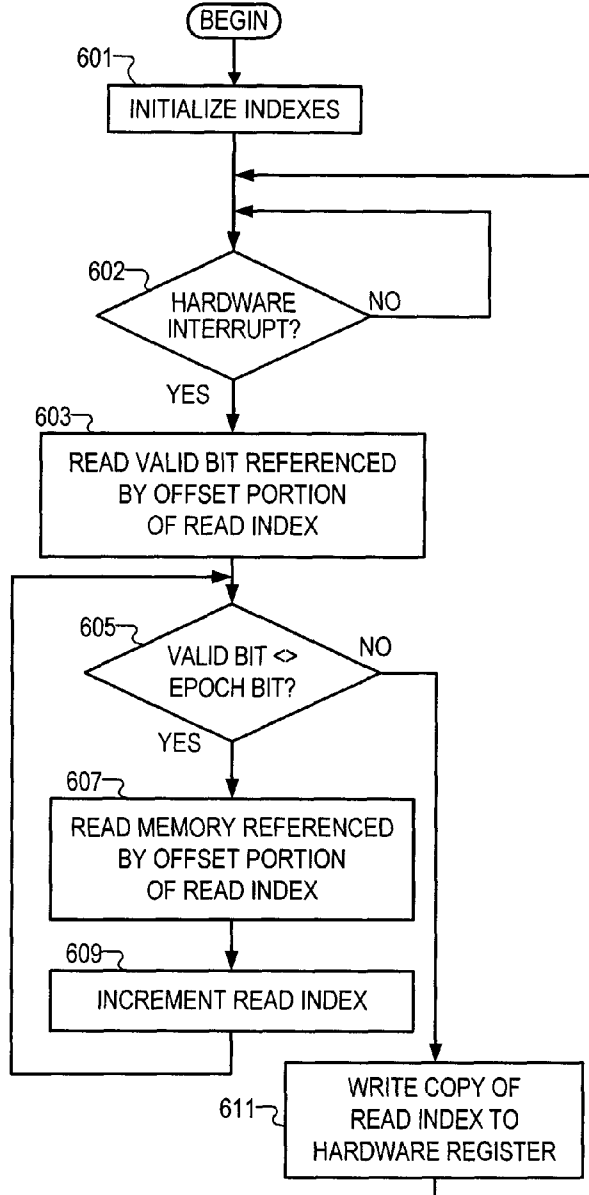 BEGIN
601
INITIALIZE INDEXES
602
HARDWARE
INTERRUPT?
NO
YES
603
READ VALID BIT REFERENCED
BY OFFSET PORTION
OF READ INDEX
605
VALID BIT <>
EPOCH BIT?
NO
YES
607
READ MEMORY REFERENCED
BY OFFSET PORTION
OF READ INDEX
609
INCREMENT READ INDEX
611
WRITE COPY OF
READ INDEX TO
HARDWARE REGISTER